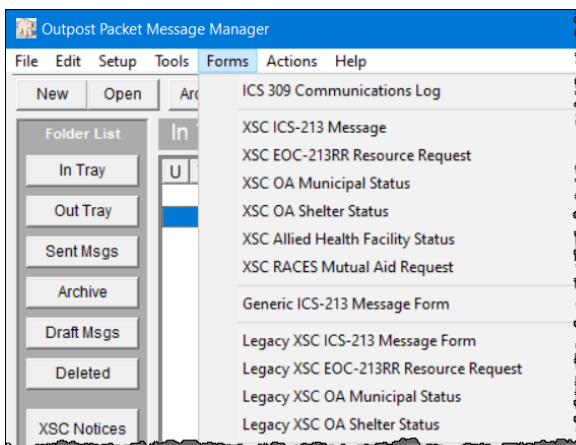 Outpost Packet Message Manager
File Edit Setup Tools Forms Actions Help
New Open
Folder List
In Tray
Out Tray
Sent Msgs
Archive
Draft Msgs
Deleted
XSC Notices
In
U
ICS 309 Communications Log
XSC ICS-213 Message
XSC EOC-213RR Resource Request
XSC OA Municipal Status
XSC OA Shelter Status
XSC Allied Health Facility Status
XSC RACES Mutual Aid Request
Generic ICS-213 Message Form
Legacy XSC ICS-213 Message Form
Legacy XSC EOC-213RR Resource Request
Legacy XSC OA Municipal Status
Legacy XSC OA Shelter Status